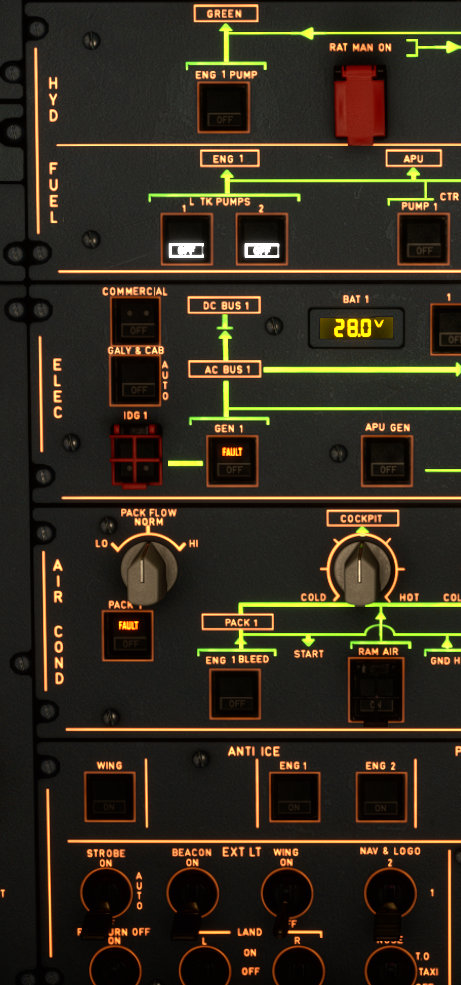 GREEN
RAT MAN ON
ENG 1 PUMP
OFF
HYD
FUEL
ENG 1
APU
L TK PUMPS
CTR
1
2
PUMP 1
OFF
OFF
OFF
COMMERCIAL
OFF
DC BUS 1
BAT 1
28.0V
1
GALY & CAB
AUTO
OFF
AC BUS 1
ELEC
IDG 1
GEN 1
FAULT
OFF
APU GEN
OFF
PACK FLOW
NORM
LO
HI
COCKPIT
COLD
HOT
AIR COND
PACK 1
FAULT
OFF
PACK 1
START
RAM AIR
GND H
ENG 1 BLEED
OFF
ANTI ICE
WING
ENG 1
ENG 2
ON
ON
ON
EXT LT
STROBE
ON
AUTO
BEACON
ON
WING
ON
NAV & LOGO
2
1
ON
LAND
L
R
ON
OFF
T.O
TAXI